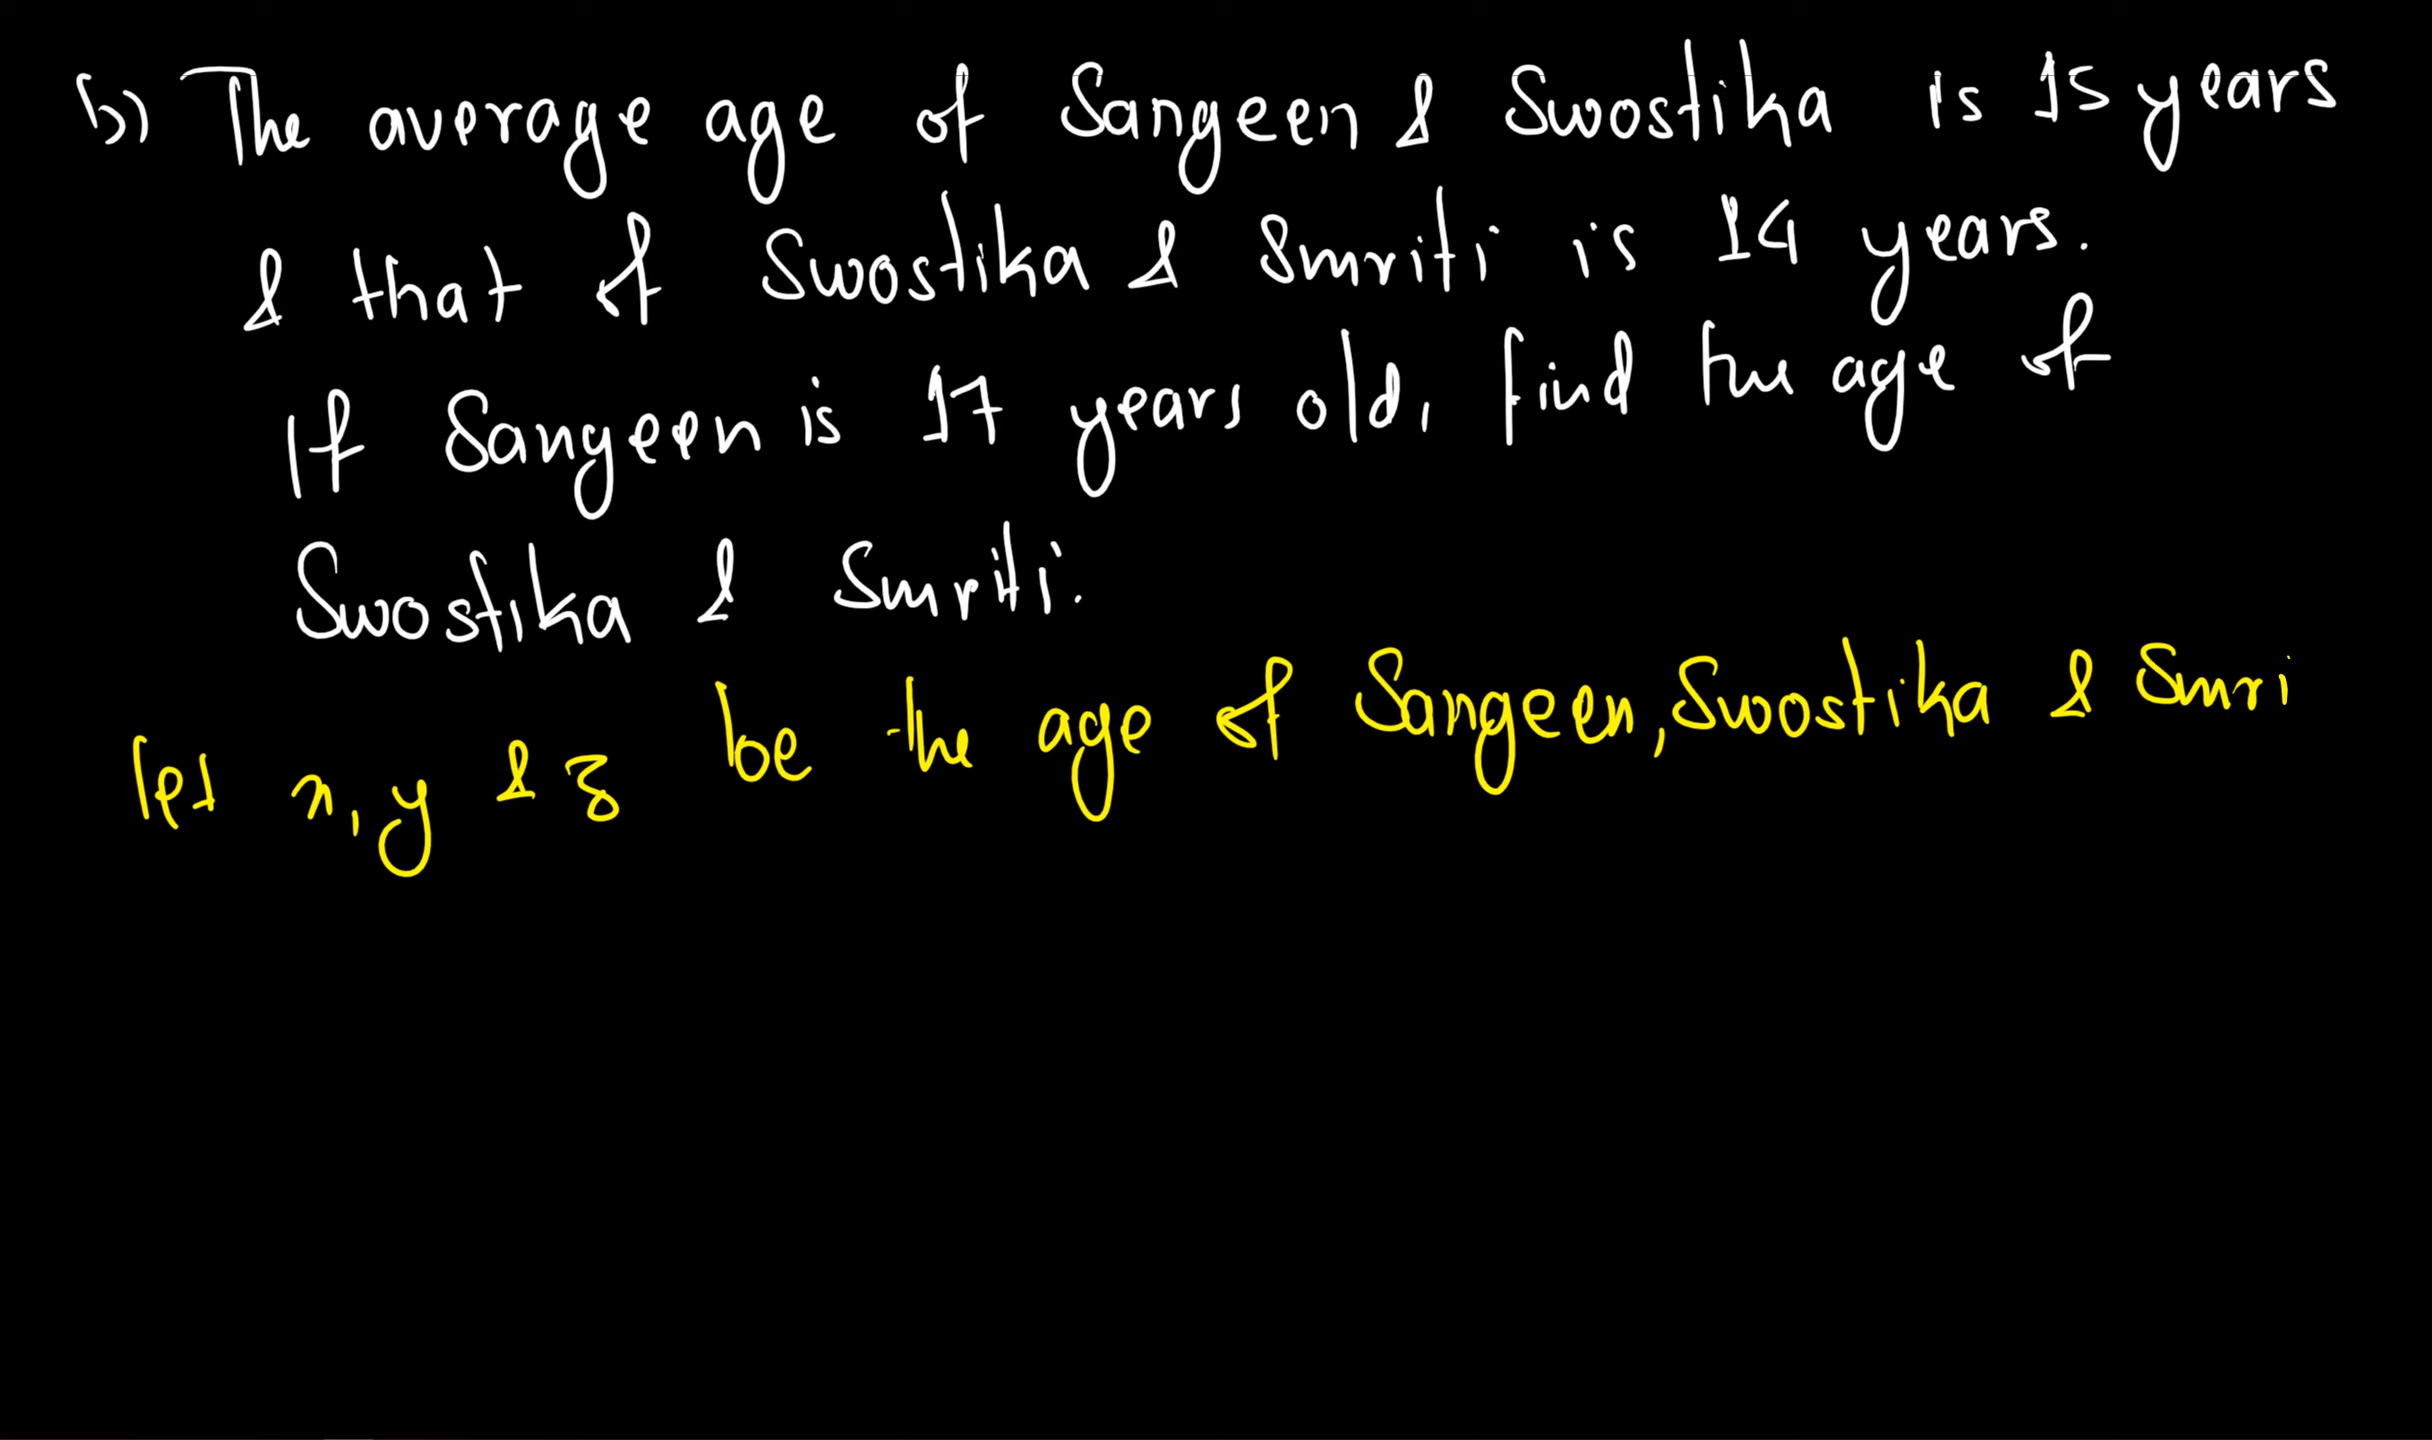 b) The average age of Sangeen & Swostika is 15 years
& that of Swostika & Smriti is 14 years.
If Sangeen is 17 years old, find the age of
Swostika & Smriti.
let x, y & z be the age of Sangeen, Swostika & Smri